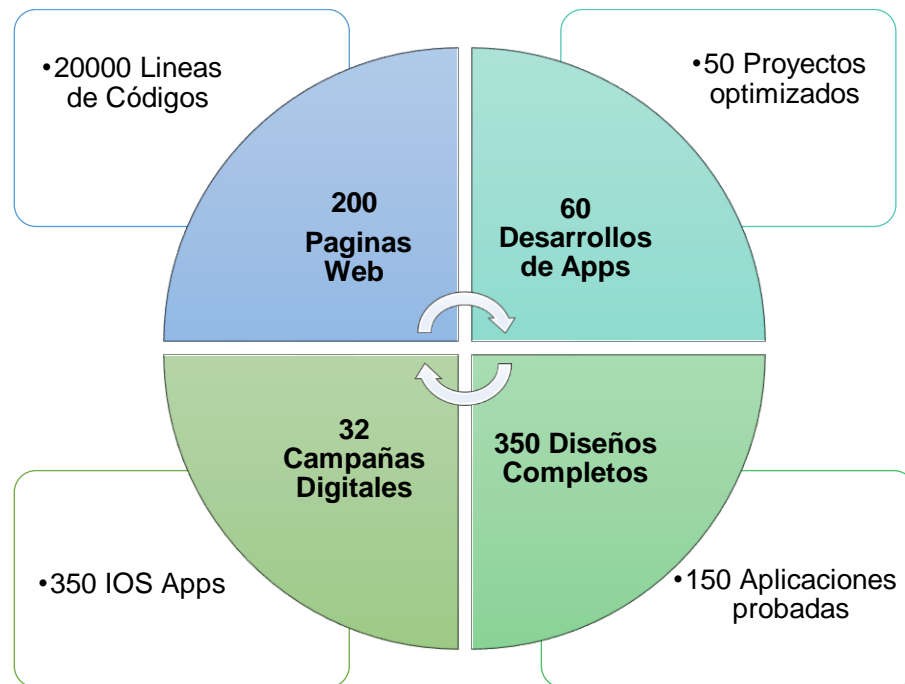 •20000 Lineas
de Códigos
•50 Proyectos
optimizados
200
Paginas
Web
60
Desarrollos
de Apps
32
Campañas
Digitales
350 Diseños
Completos
•350 IOS Apps
•150 Aplicaciones
probadas